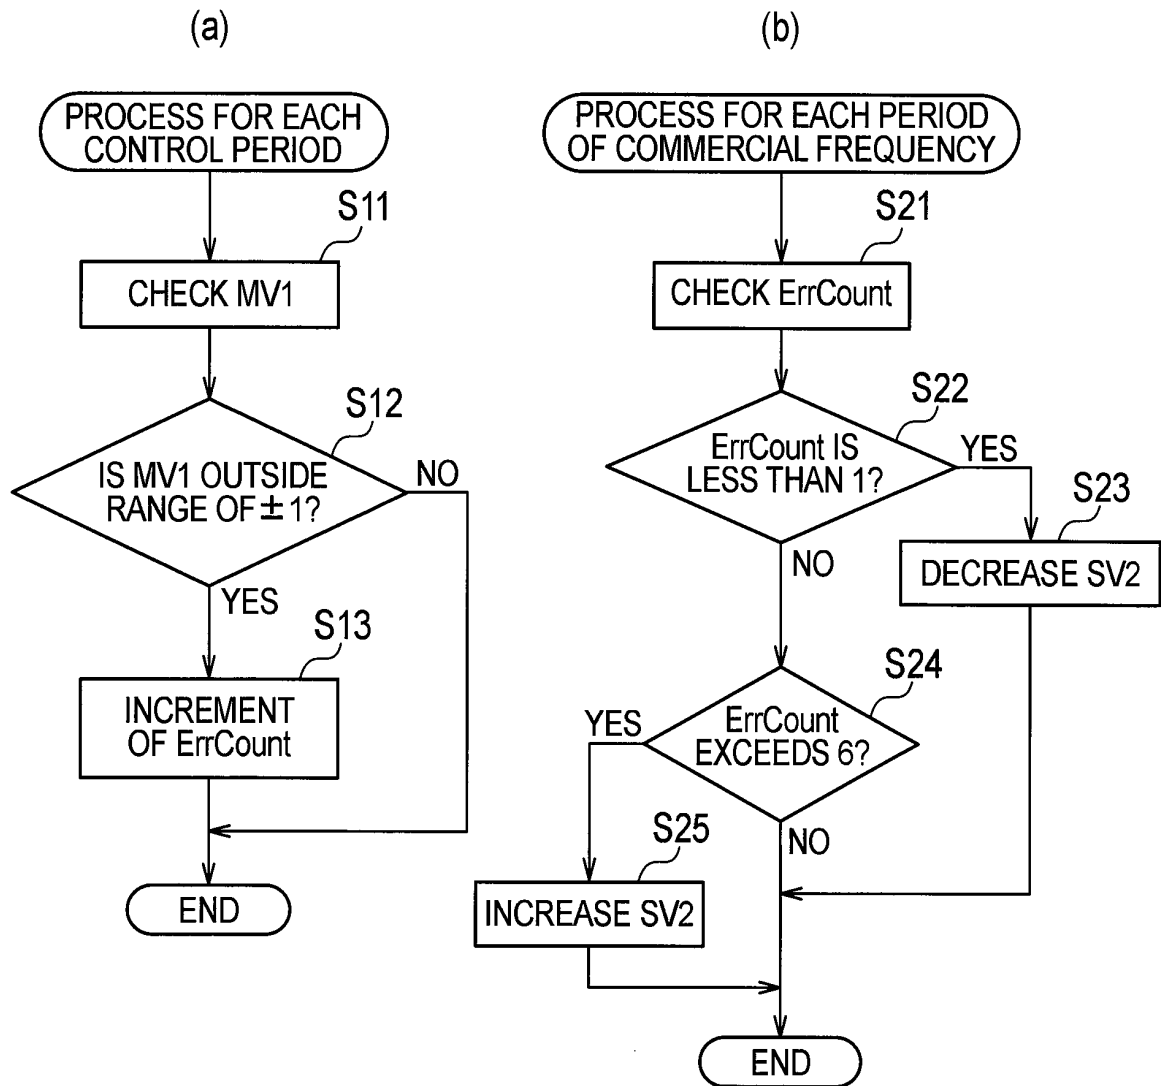 (a)
PROCESS FOR EACH
CONTROL PERIOD
S11
CHECK MV1
S12
IS MV1 OUTSIDE
RANGE OF ± 1?
NO
YES
S13
INCREMENT
OF ErrCount
END
(b)
PROCESS FOR EACH PERIOD
OF COMMERCIAL FREQUENCY
S21
CHECK ErrCount
S22
ErrCount IS
LESS THAN 1?
YES
S23
DECREASE SV2
NO
S24
ErrCount
EXCEEDS 6?
YES
NO
S25
INCREASE SV2
END